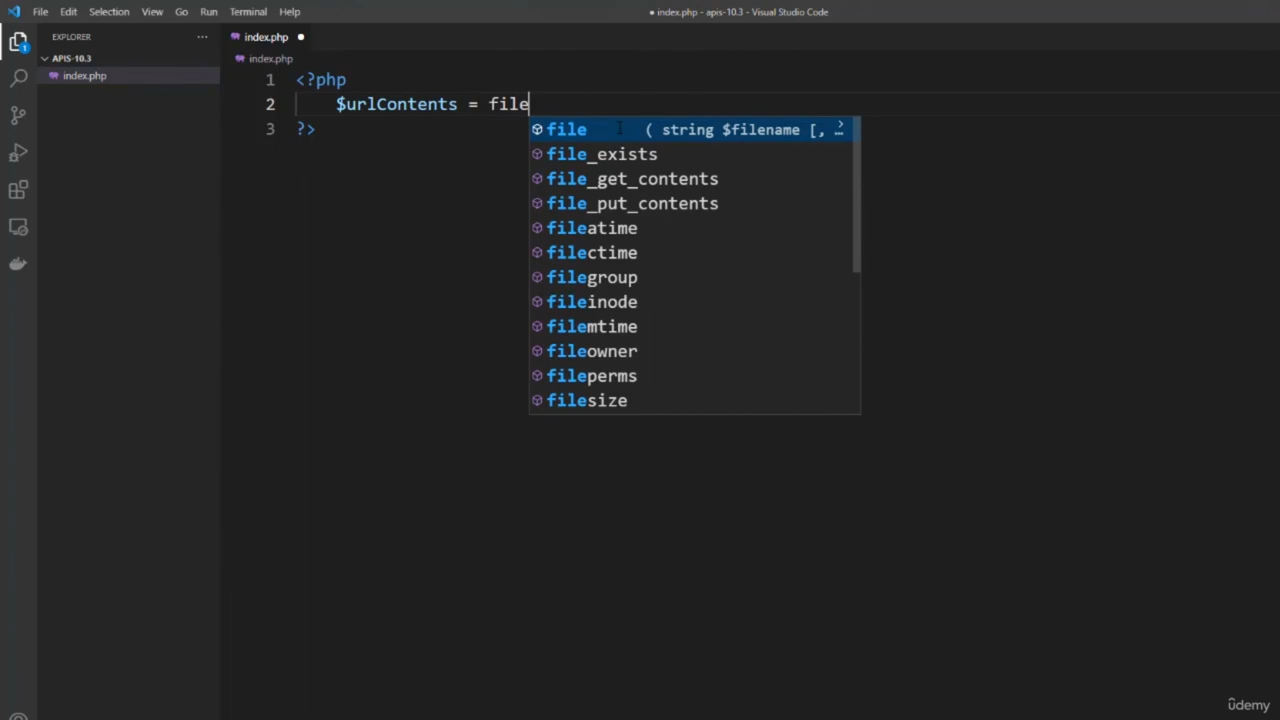 File Edit Selection View Go Run Terminal Help
● index.php - apis-10.3 - Visual Studio Code
EXPLORER ...
index.php ●
APIS-10.3
index.php
index.php
1
1 <?php
2 $urlContents = file
3 ?>
file ( string $filename [, …
file_exists
file_get_contents
file_put_contents
fileatime
filectime
filegroup
fileinode
filemtime
fileowner
fileperms
filesize
ûdemy